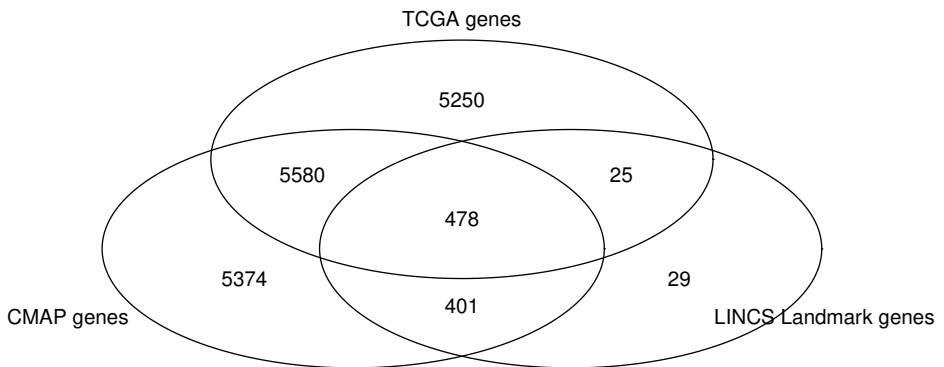 TCGA genes
5250
5580
25
478
5374
29
401
CMAP genes
LINCS Landmark genes